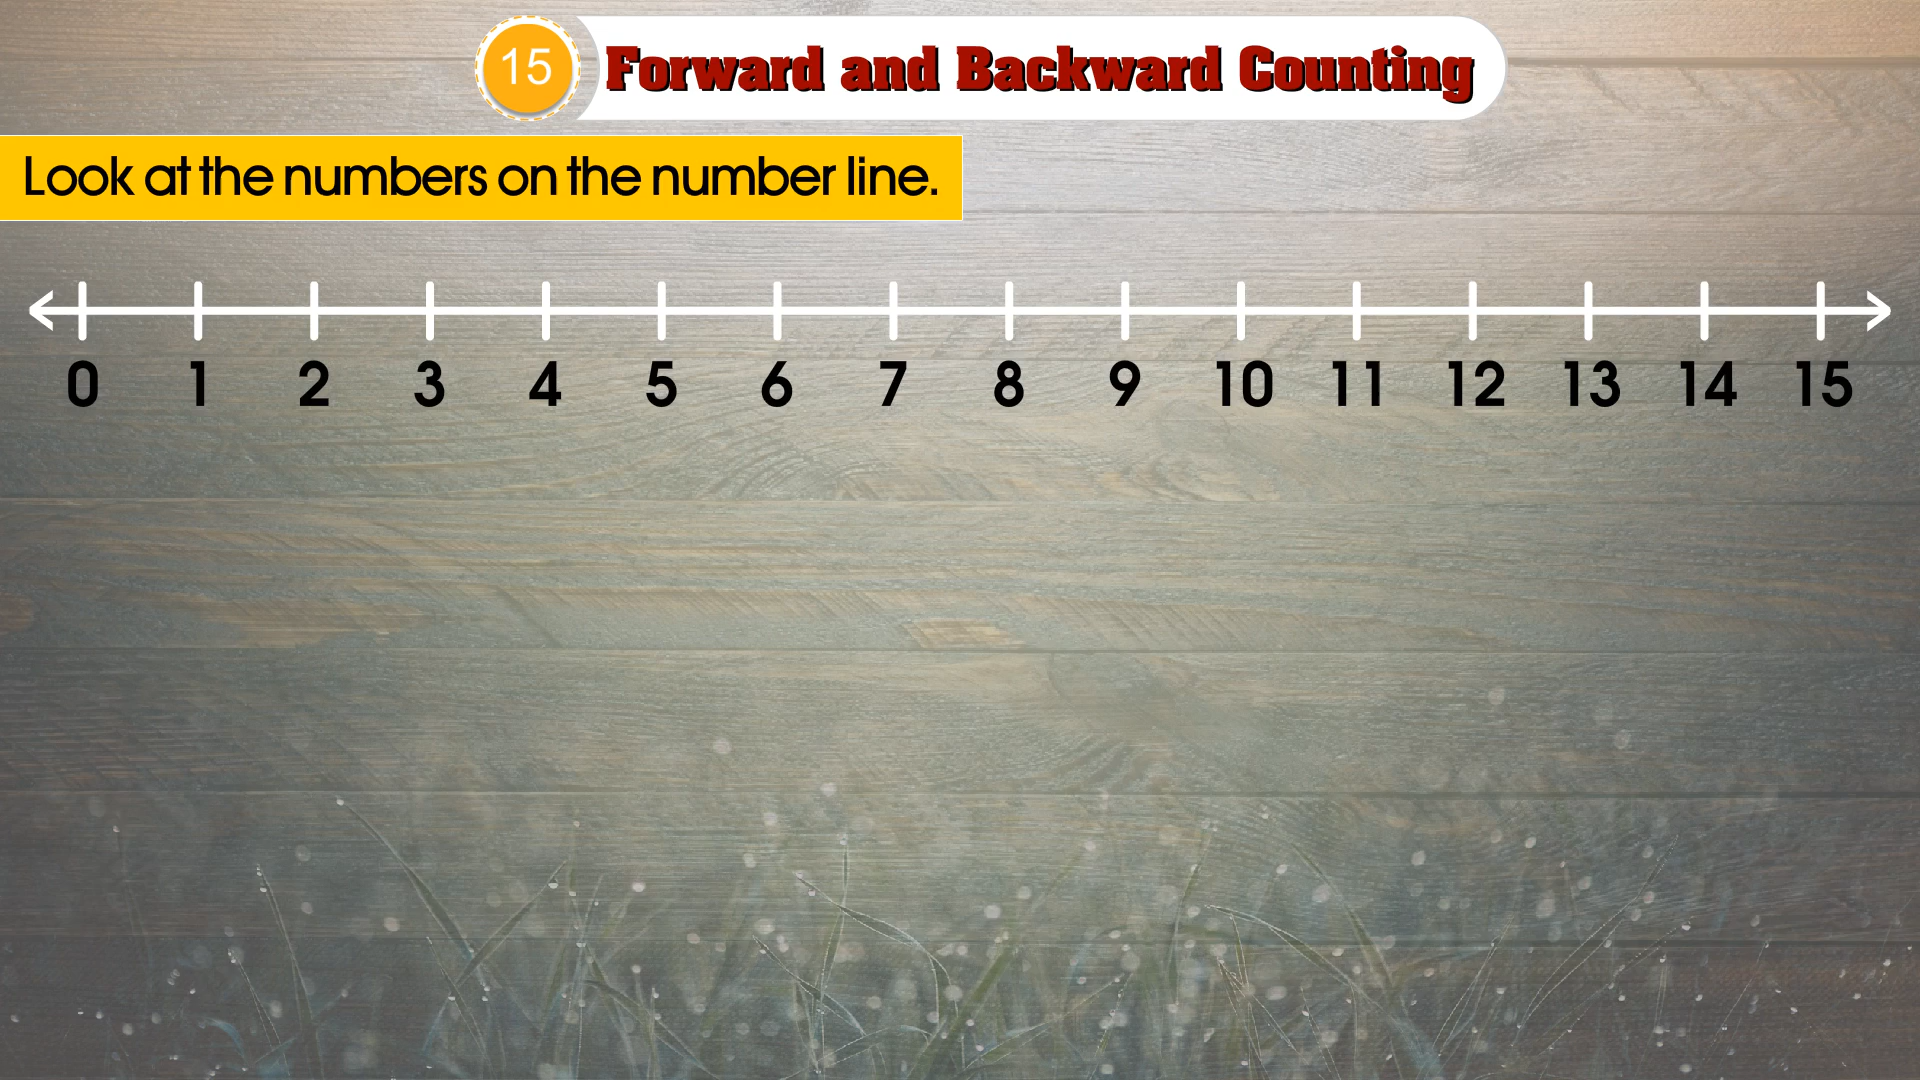 15 Forward and Backward Counting
Look at the numbers on the number line.
0 1 2 3 4 5 6 7 8 9 10 11 12 13 14 15